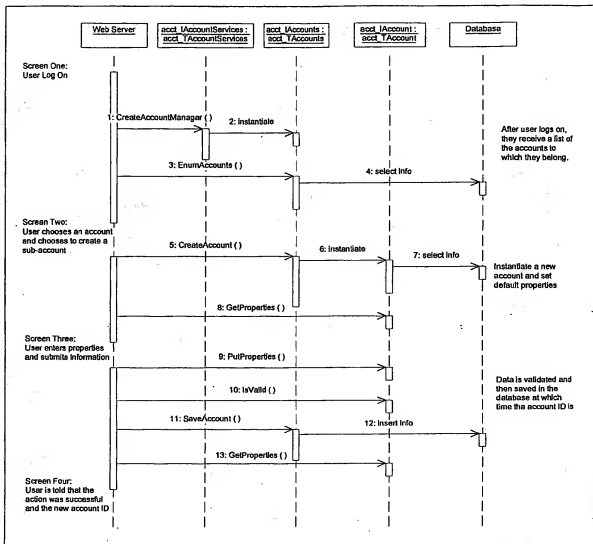 Web Server
acct_IAccountServices :
acct_TAccountServices
acct_IAccounts :
acct_TAccounts
acct_IAccount :
acct_TAccount
Database
Screen One:
User Log On
1: CreateAccountManagar ( )
2: Instantiale
After user logs on,
they receive a list of
the accounts to
which they belong.
3: EnumAccounts ( )
4: select Info
Screan Two:
User chooses an account
and chooses to create a
sub-account
5: CreateAccount ( )
6: Instantiate
7: select Info
Instantiate a new
account and set
default properties
8: GetProperties ( )
Screen Three:
User enters properties
and submits Information
9: PutProperties ( )
10: IsValid ( )
Data is validated and
then saved in the
database at which
time tha account ID is
11: SaveAccount ( )
12: Insert Info
13: GetProperties ( )
Screen Four:
User is told that the
action was successful
and the new account ID